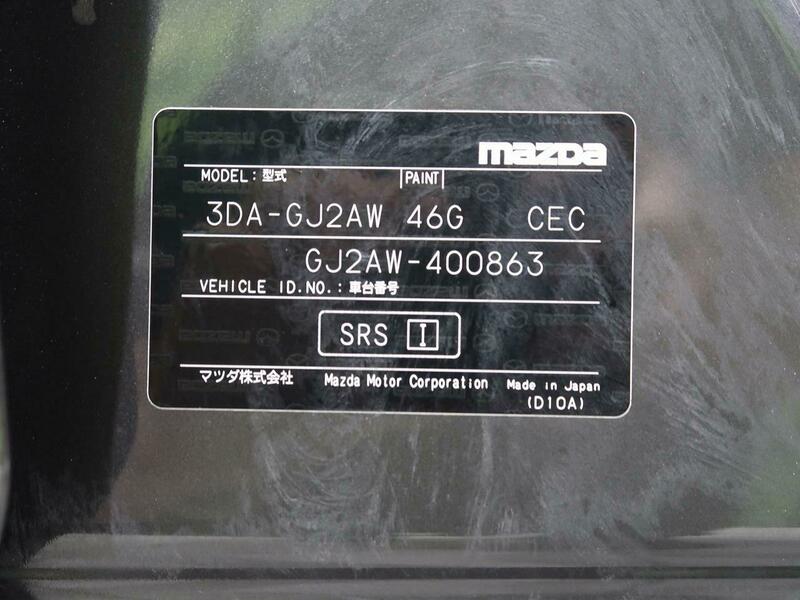 mazda
MODEL: 型式 PAINT
3DA-GJ2AW 46G CEC
GJ2AW-400863
VEHICLE ID.NO.: 車台番号
SRS I
マツダ株式会社 Mazda Motor Corporation Made in Japan
(D10A)